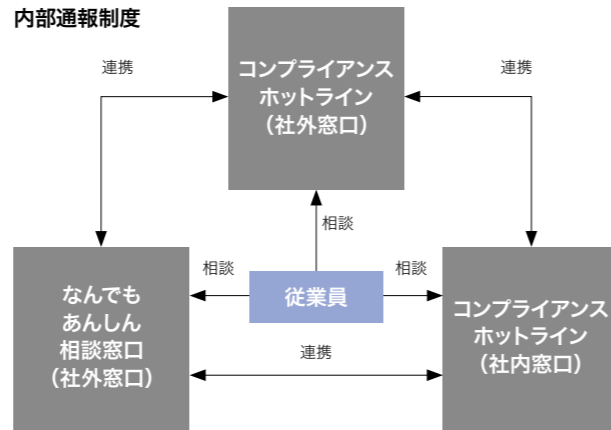 内部通報制度
連携
コンプライアンス
ホットライン
（社外窓口）
連携
相談
なんでも
あんしん
相談窓口
（社外窓口）
相談
従業員
相談
コンプライアンス
ホットライン
（社内窓口）
連携